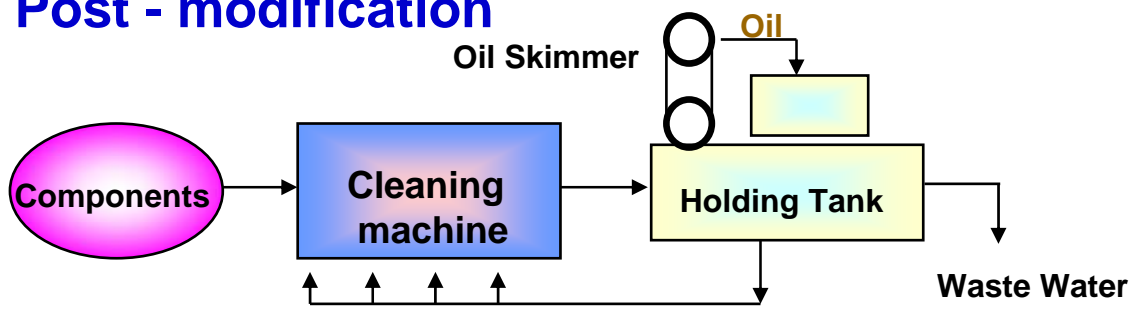 Post - modification
Oil
Oil Skimmer
Components
Cleaning
machine
Holding Tank
Waste Water